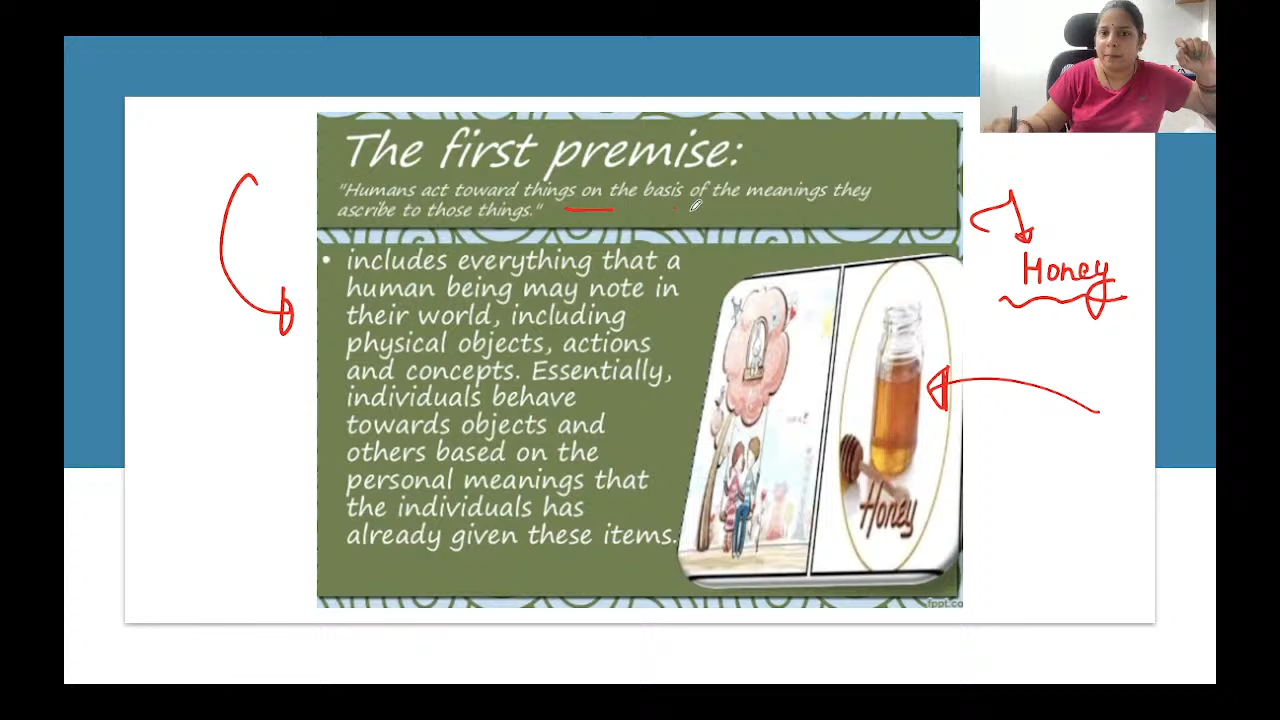 The first premise:
"Humans act toward things on the basis of the meanings they
ascribe to those things."
• includes everything that a
human being may note in
their world, including
physical objects, actions
and concepts. Essentially,
individuals behave
towards objects and
others based on the
personal meanings that
the individuals has
already given these items.
Honey
Honey
fppt.co